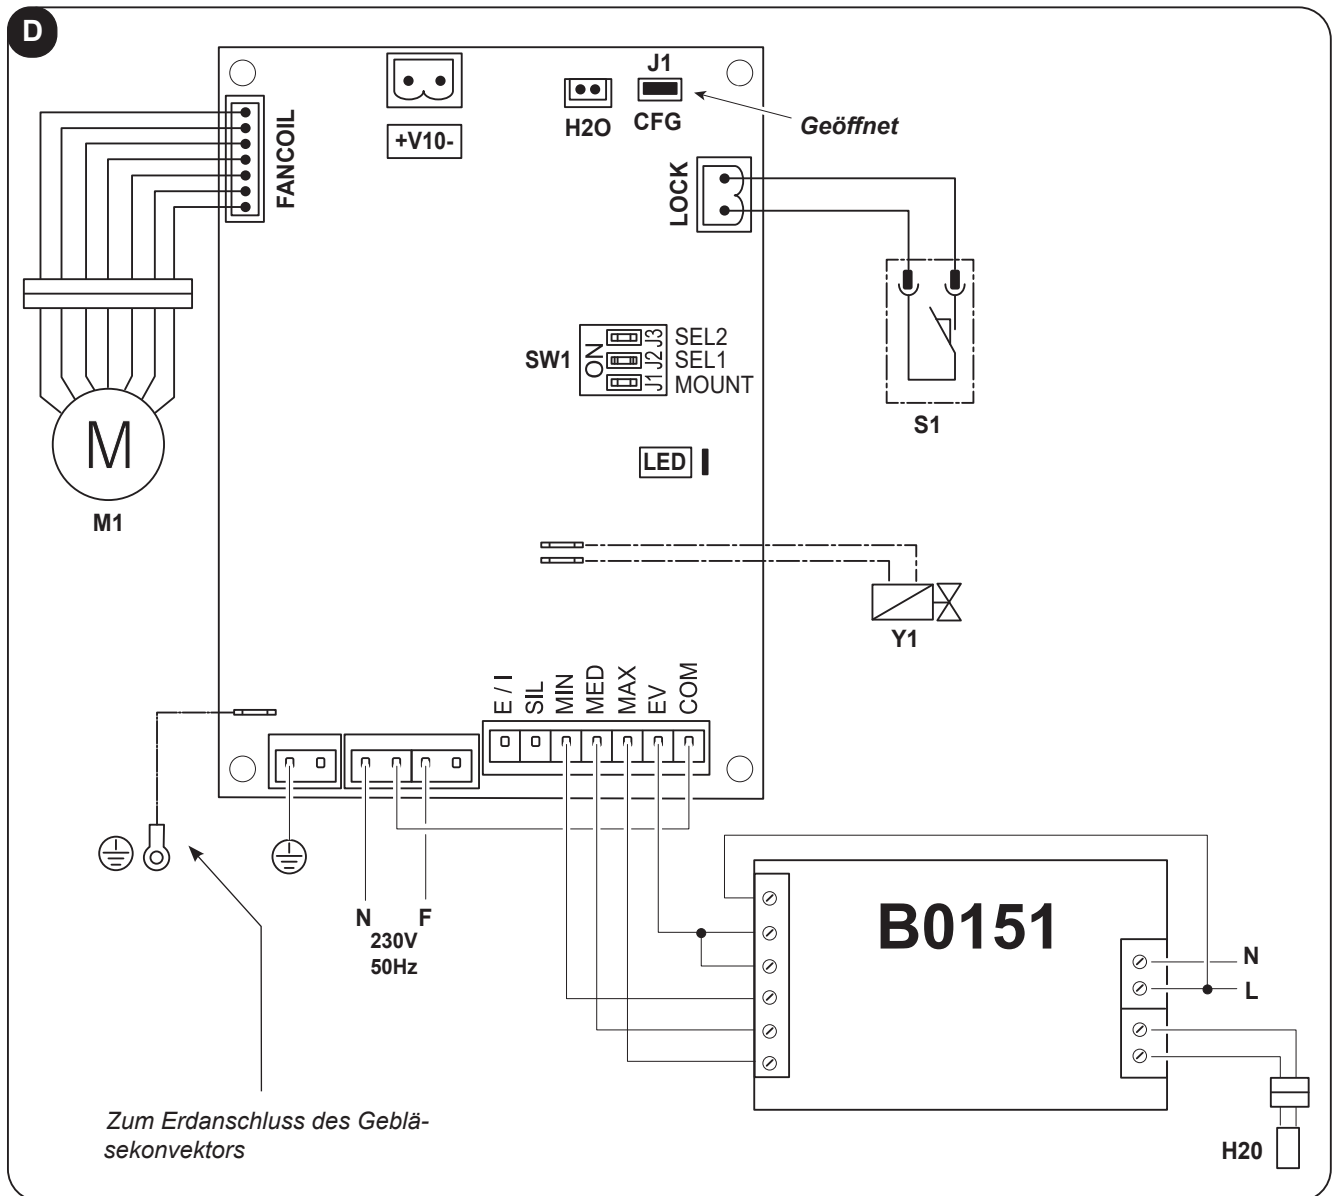 D
J1
+V10-
H2O
CFG
Geöffnet
FANCOIL
LOCK
SW1
ON
J3
J2
J1
SEL2
SEL1
MOUNT
S1
LED
M
M1
Y1
E / I
SIL
MIN
MED
MAX
EV
COM
N
F
230V
50Hz
B0151
N
L
Zum Erdanschluss des Geblä-
sekonvektors
H20